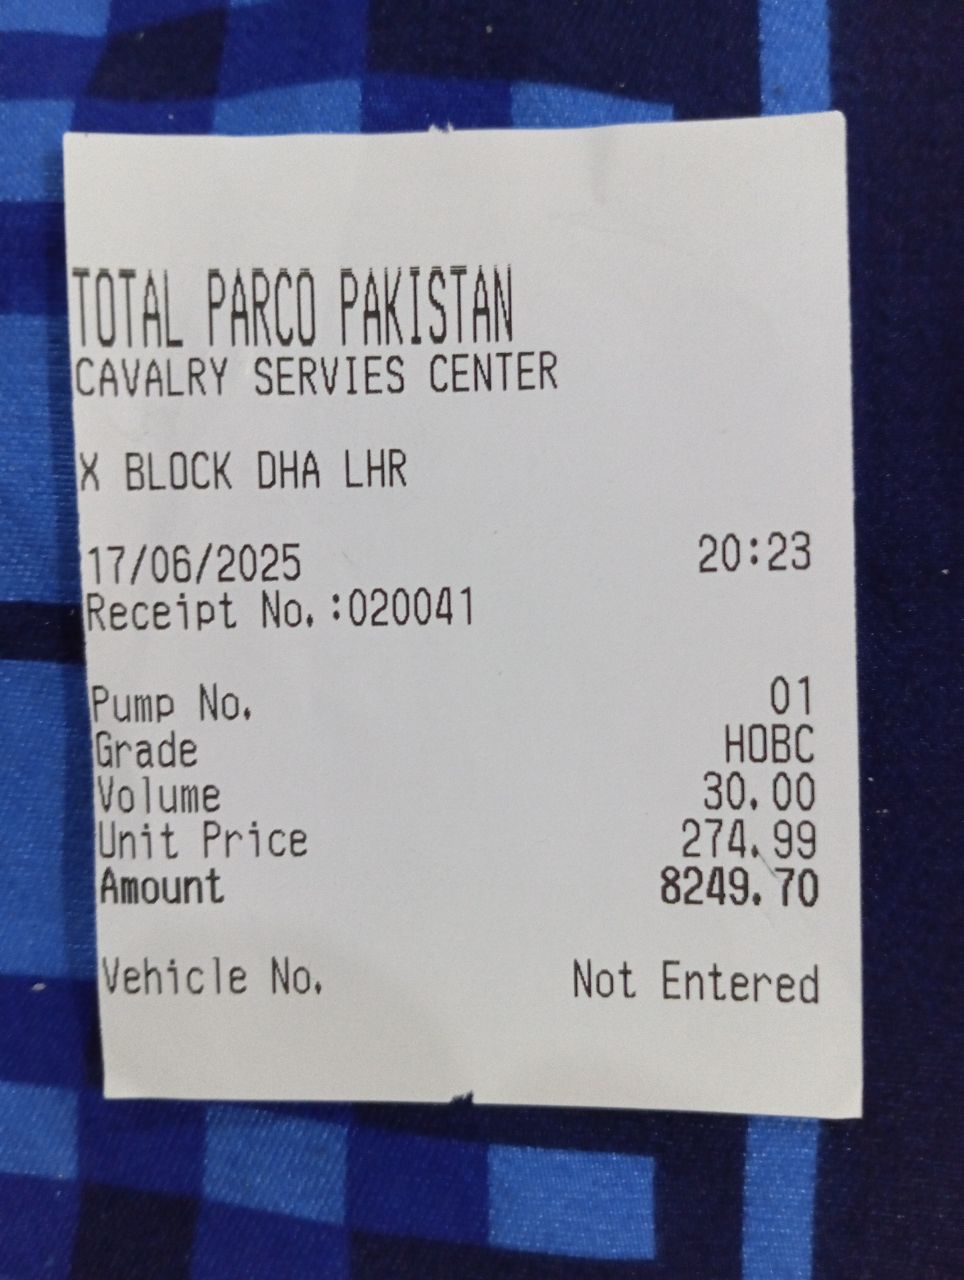 TOTAL PARCO PAKISTAN
CAVALRY SERVIES CENTER
X BLOCK DHA LHR
17/06/2025 20:23
Receipt No.:020041
Pump No. 01
Grade HOBC
Volume 30.00
Unit Price 274.99
Amount 8249.70
Vehicle No. Not Entered